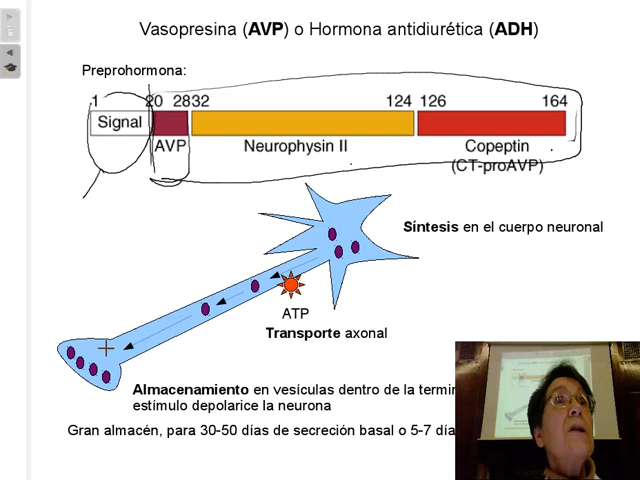 Vasopresina (AVP) o Hormona antidiurética (ADH)
Preprohormona:
1 20 28 32 124 126 164
Signal
AVP Neurophysin II Copeptin
(CT-proAVP)
Síntesis en el cuerpo neuronal
ATP
Transporte axonal
Almacenamiento en vesículas dentro de la
estímulo depolarice la neurona
Gran almacén, para 30-50 días de secreción basal o 5-7